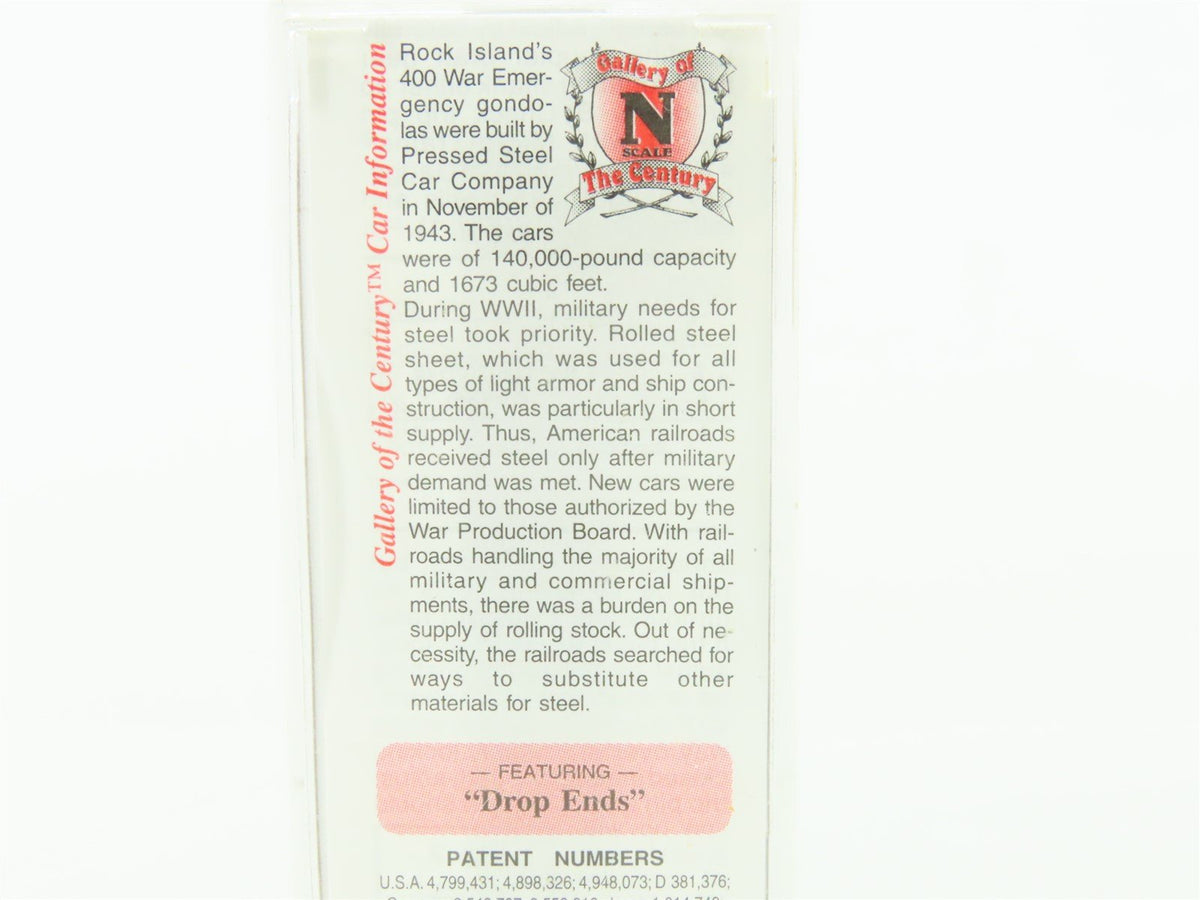 Gallery of the Century™ Car Information
Rock Island's
400 War Emer-
gency gondo-
las were built by
Pressed Steel
Car Company
in November of
1943. The cars
were of 140,000-pound capacity
and 1673 cubic feet.
Gallery of
N
SCALE
The Century
During WWII, military needs for
steel took priority. Rolled steel
sheet, which was used for all
types of light armor and ship con-
struction, was particularly in short
supply. Thus, American railroads
received steel only after military
demand was met. New cars were
limited to those authorized by the
War Production Board. With rail-
roads handling the majority of all
military and commercial ship-
ments, there was a burden on the
supply of rolling stock. Out of ne-
cessity, the railroads searched for
ways to substitute other
materials for steel.
— FEATURING —
“Drop Ends”
PATENT NUMBERS
U.S.A. 4,799,431; 4,898,326; 4,948,073; D 381,376;